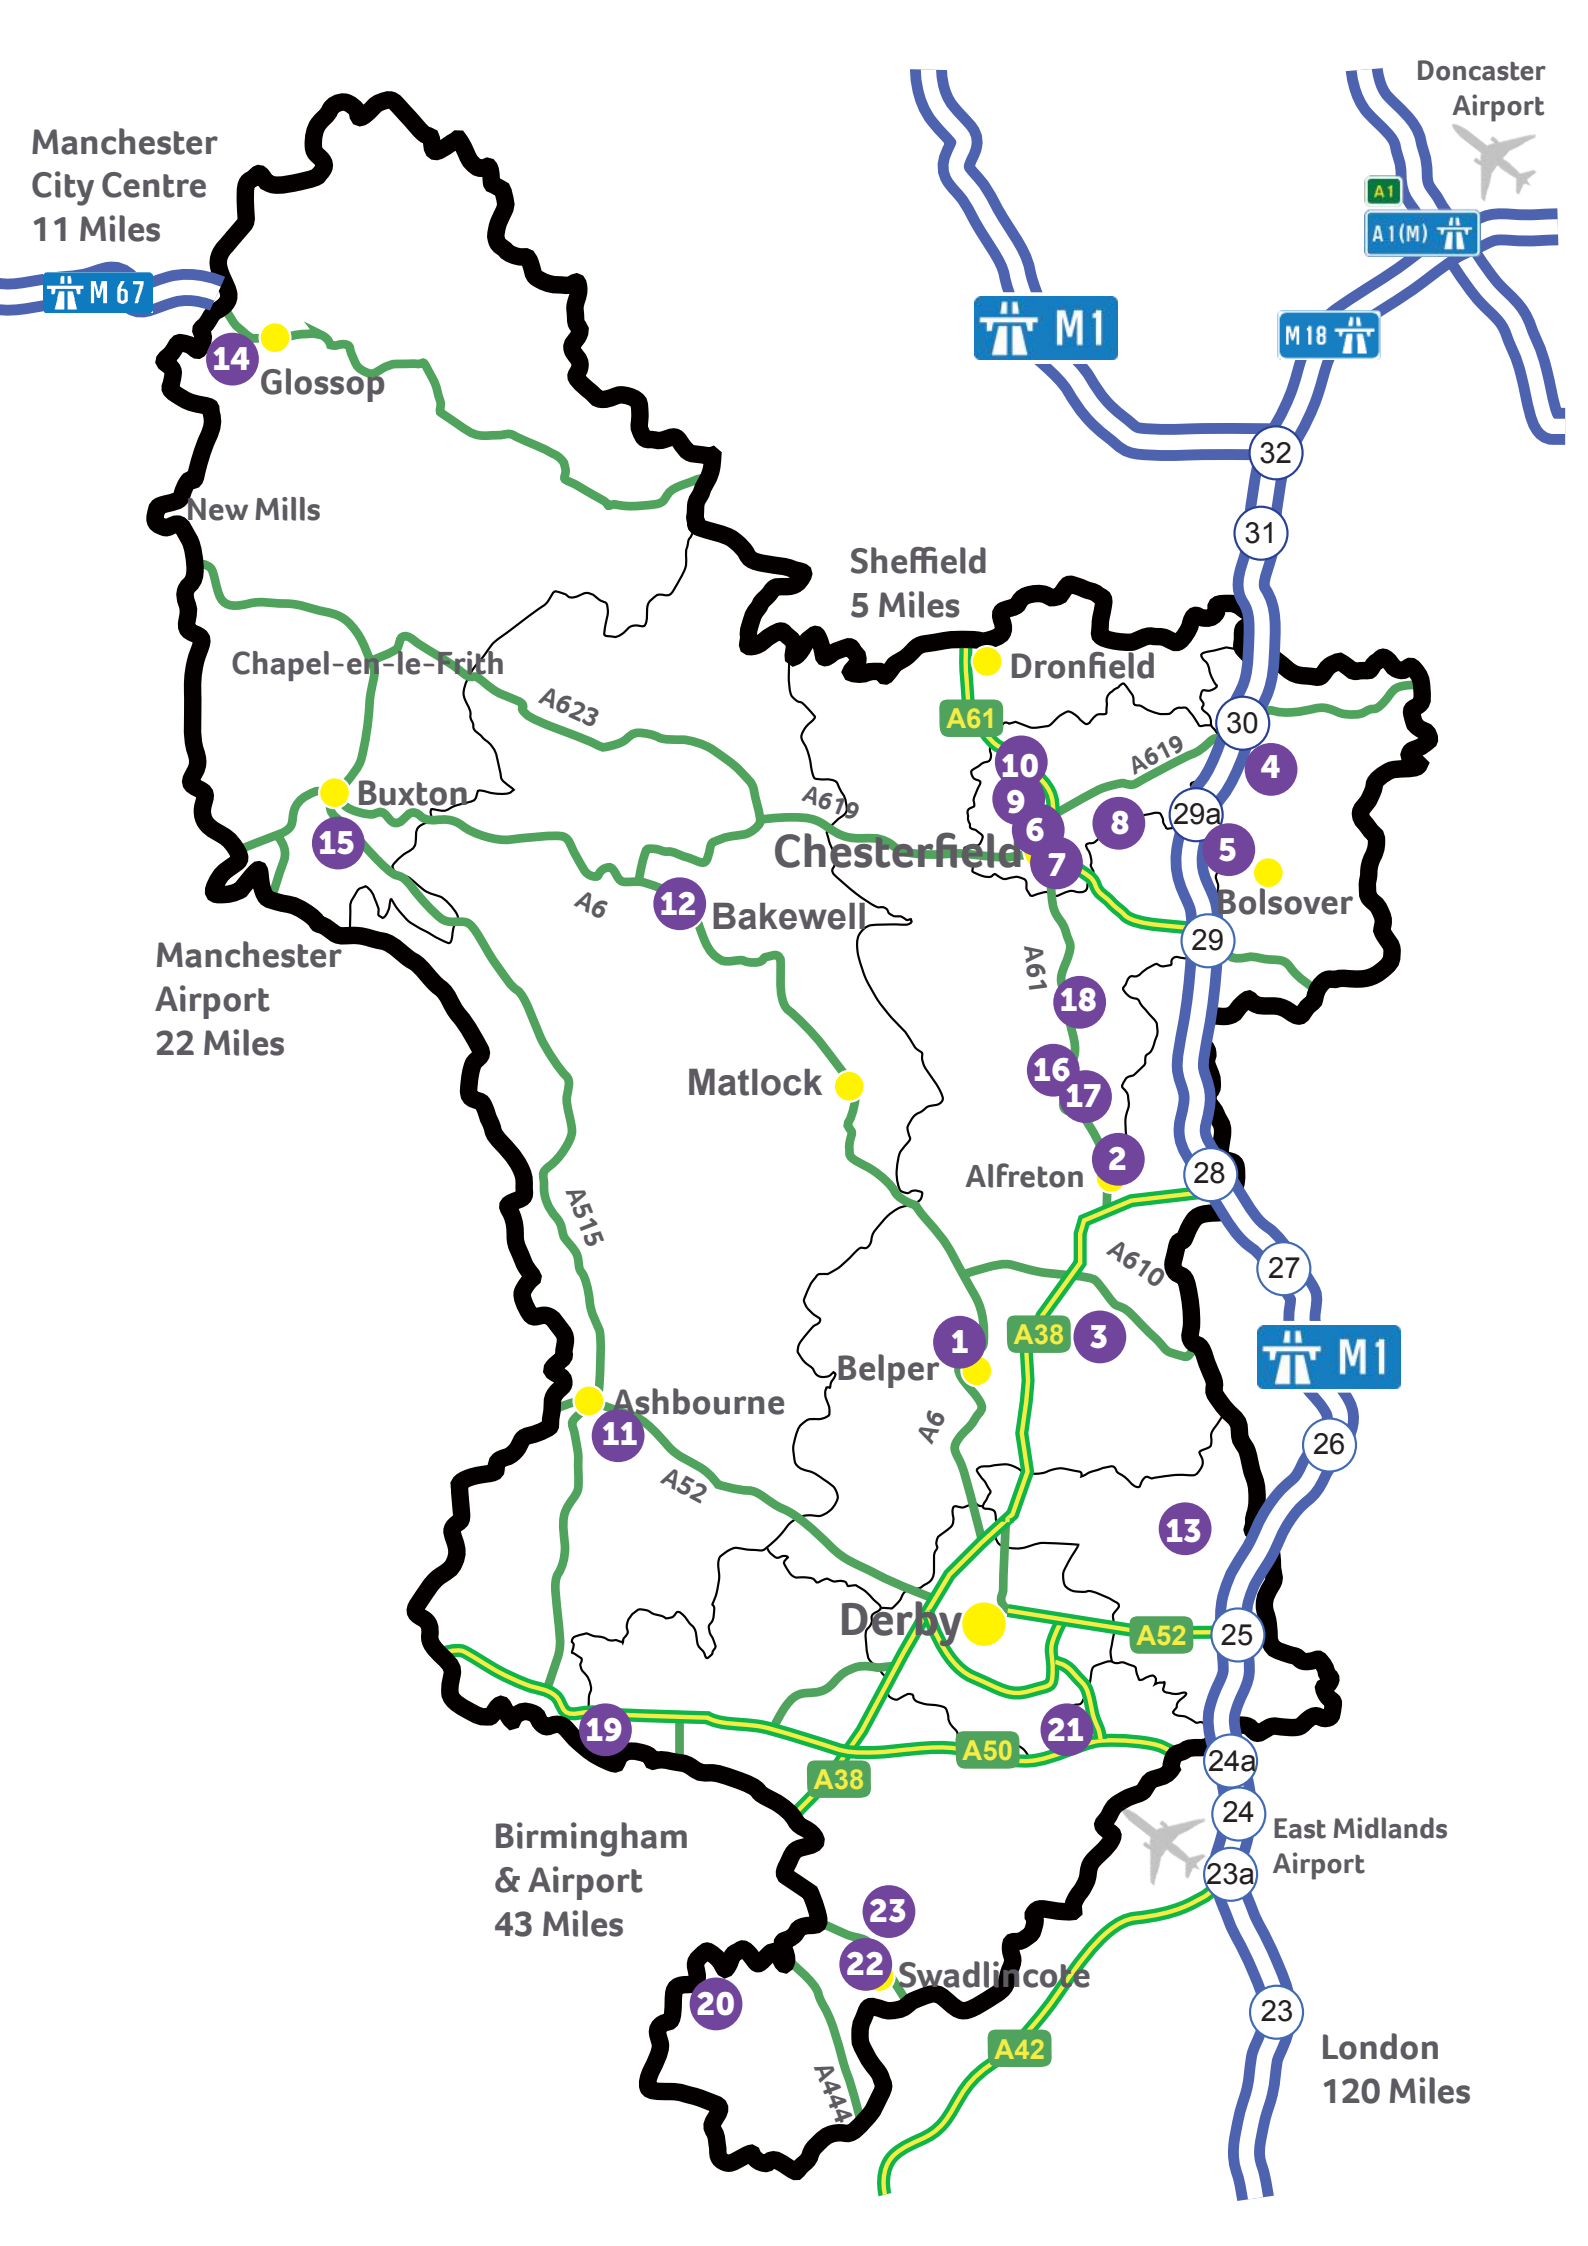 Doncaster
Airport
Manchester
City Centre
11 Miles
A1
A1(M)
M 67
M1
M18
14
Glossop
32
New Mills
31
Sheffield
5 Miles
Chapel-en-le-Frith
Dronfield
A623
A61
30
10
A619
4
Buxton
A619
9
29a
15
6
8
Chesterfield
7
5
A6
12
Bakewell
Bolsover
29
Manchester
Airport
22 Miles
A61
18
Matlock
16
17
2
Alfreton
28
A515
A610
27
1
A38
3
M1
Belper
Ashbourne
11
A6
26
A52
13
Derby
A52
25
19
21
A50
24a
A38
24
East Midlands
Airport
Birmingham
& Airport
43 Miles
23a
23
22
Swadlincote
20
23
A42
London
120 Miles
A444